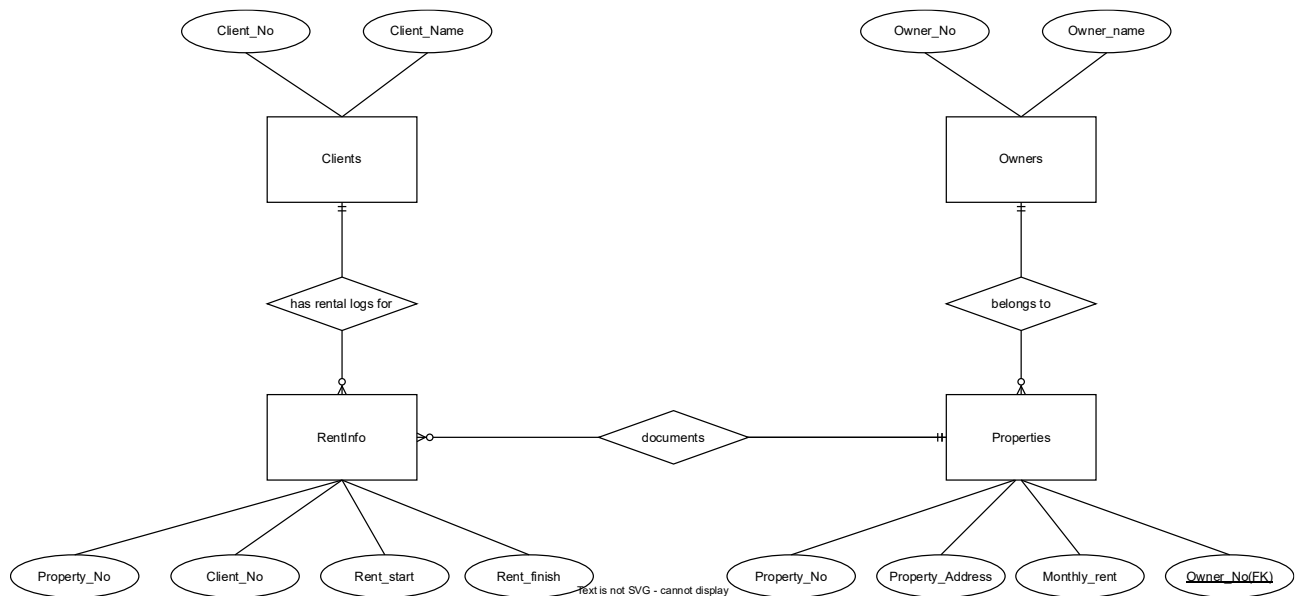 Client_No
Client_Name
Owner_No
Owner_name
Clients
Owners
has rental logs for
belongs to
RentInfo
documents
Properties
Property_No
Client_No
Rent_start
Rent_finish
Property_No
Property_Address
Monthly_rent
Owner_No(FK)
Text is not SVG - cannot display